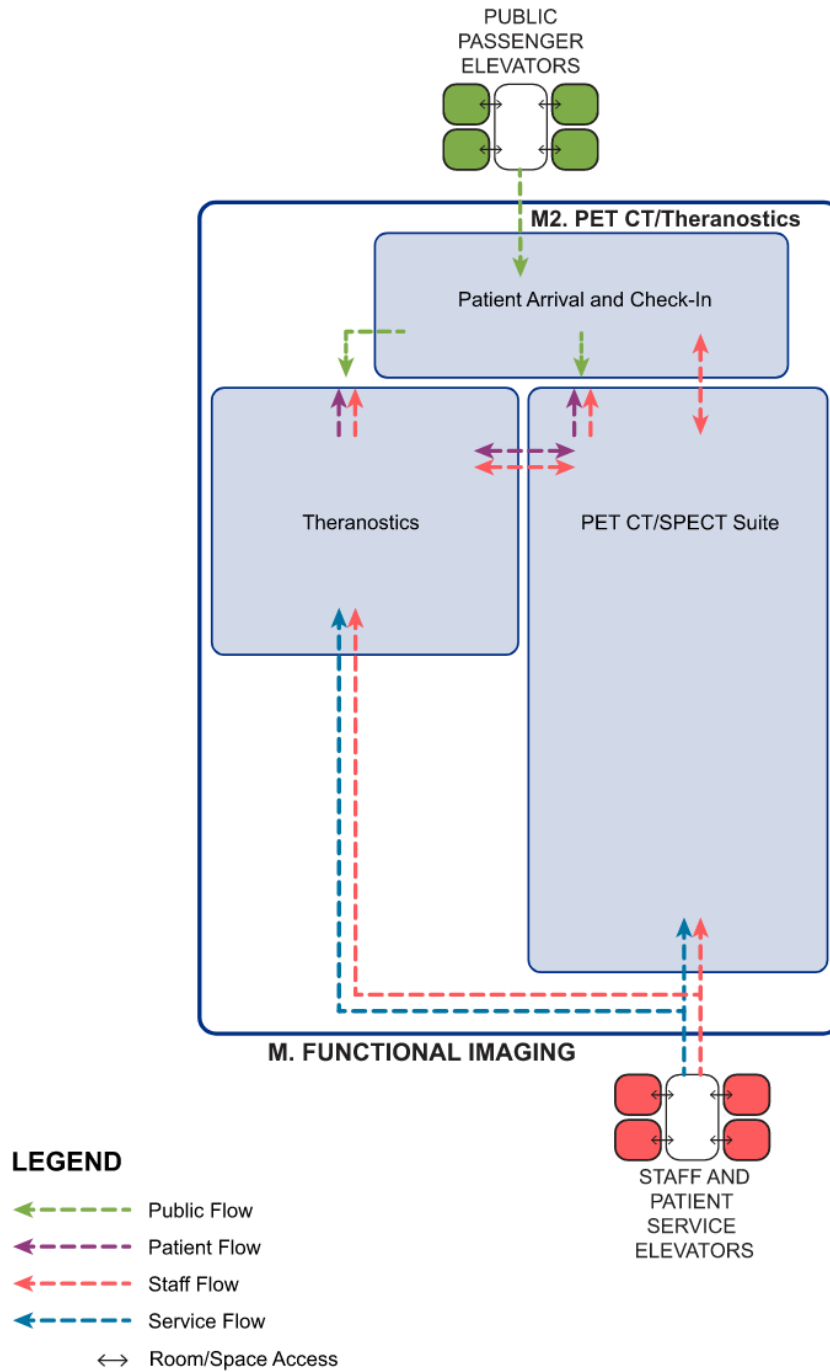 PUBLIC
PASSENGER
ELEVATORS
M2. PET CT/Theranostics
Patient Arrival and Check-In
Theranostics
PET CT/SPECT Suite
M. FUNCTIONAL IMAGING
STAFF AND
PATIENT
SERVICE
ELEVATORS
LEGEND
Public Flow
Patient Flow
Staff Flow
Service Flow
Room/Space Access